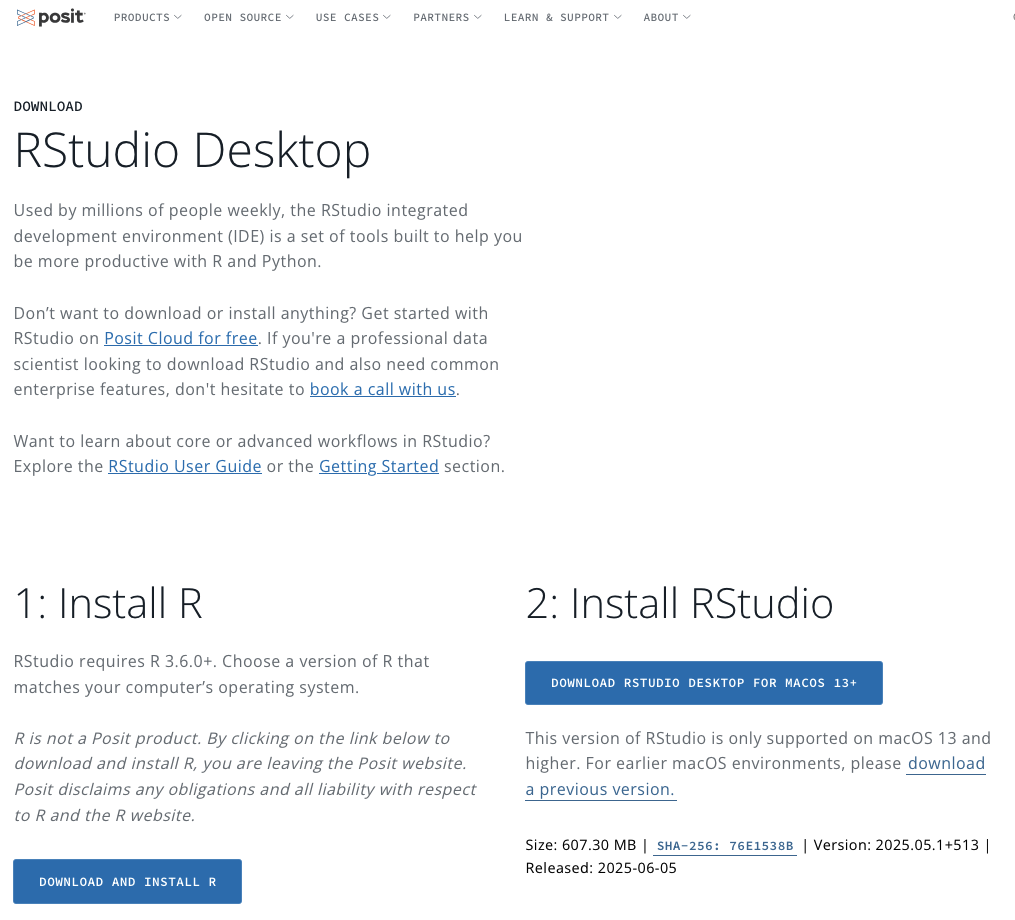 posit
PRODUCTS
OPEN SOURCE
USE CASES
PARTNERS
LEARN & SUPPORT
ABOUT
DOWNLOAD
RStudio Desktop
Used by millions of people weekly, the RStudio integrated
development environment (IDE) is a set of tools built to help you
be more productive with R and Python.
Don’t want to download or install anything? Get started with
RStudio on Posit Cloud for free. If you're a professional data
scientist looking to download RStudio and also need common
enterprise features, don't hesitate to book a call with us.
Want to learn about core or advanced workflows in RStudio?
Explore the RStudio User Guide or the Getting Started section.
1: Install R
RStudio requires R 3.6.0+. Choose a version of R that
matches your computer’s operating system.
R is not a Posit product. By clicking on the link below to
download and install R, you are leaving the Posit website.
Posit disclaims any obligations and all liability with respect
to R and the R website.
DOWNLOAD AND INSTALL R
2: Install RStudio
DOWNLOAD RSTUDIO DESKTOP FOR MACOS 13+
This version of RStudio is only supported on macOS 13 and
higher. For earlier macOS environments, please download
a previous version.
Size: 607.30 MB | SHA-256: 76E1538B | Version: 2025.05.1+513 |
Released: 2025-06-05